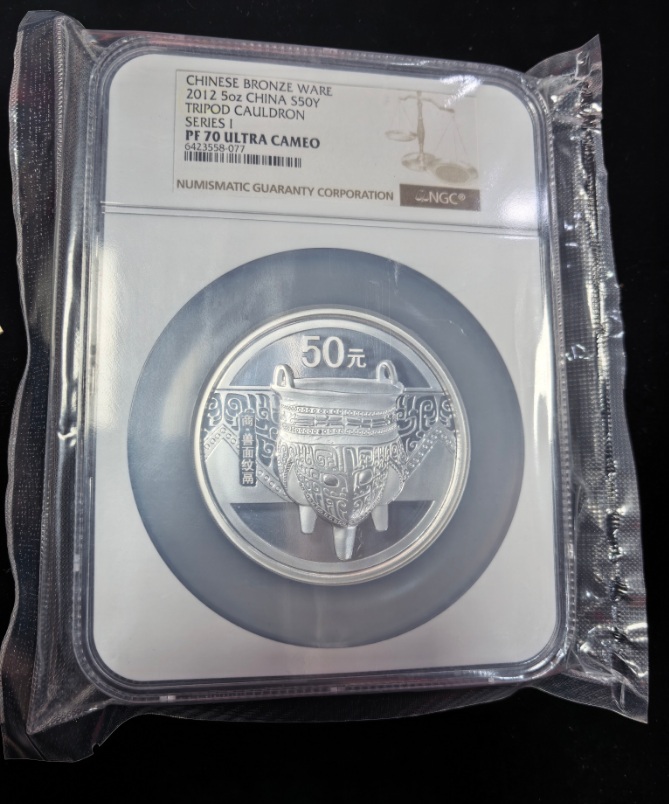 CHINESE BRONZE WARE
2012 5oz CHINA S50Y
TRIPOD CAULDRON
SERIES I
PF 70 ULTRA CAMEO
6423558-077
NUMISMATIC GUARANTY CORPORATION
NGC®
50元
商·兽面纹鬲